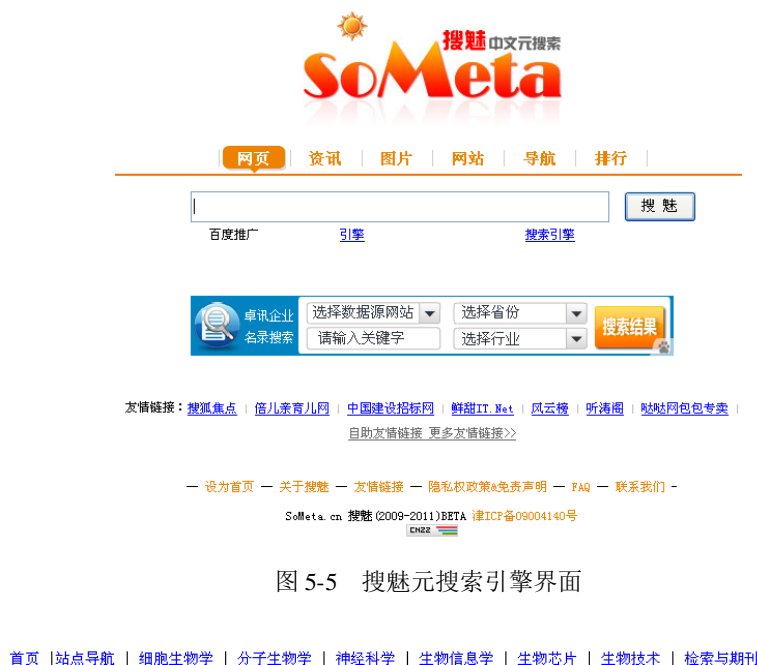 搜魅中文元搜索
SoMeta
网页 | 资讯 | 图片 | 网站 | 导航 | 排行 |
搜 魅
百度推广 引擎 搜索引擎
卓讯企业 选择数据源网站 选择省份 搜索结果
名录搜索 请输入关键字 选择行业
友情链接：搜狐焦点 | 倍儿亲育儿网 | 中国建设招标网 | 鲜甜IT.Net | 风云榜 | 听涛阁 | 哒哒网包包专卖 |
自助友情链接 更多友情链接>>
— 设为首页 — 关于搜魅 — 友情链接 — 隐私权政策&免责声明 — FAQ — 联系我们 -
SoMeta.cn 搜魅(2009-2011)BETA 津ICP备09004140号
CNZZ
图 5-5 搜魅元搜索引擎界面
首页 |站点导航 | 细胞生物学 | 分子生物学 | 神经科学 | 生物信息学 | 生物芯片 | 生物技术 | 检索与期刊